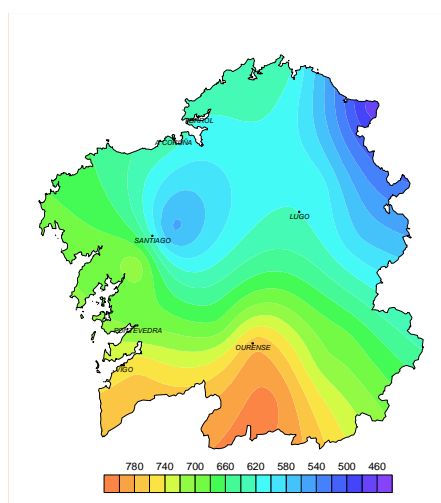 FERROL
A CORUÑA
LUGO
SANTIAGO
PONTEVEDRA
OURENSE
VIGO
780 740 700 660 620 580 540 500 460